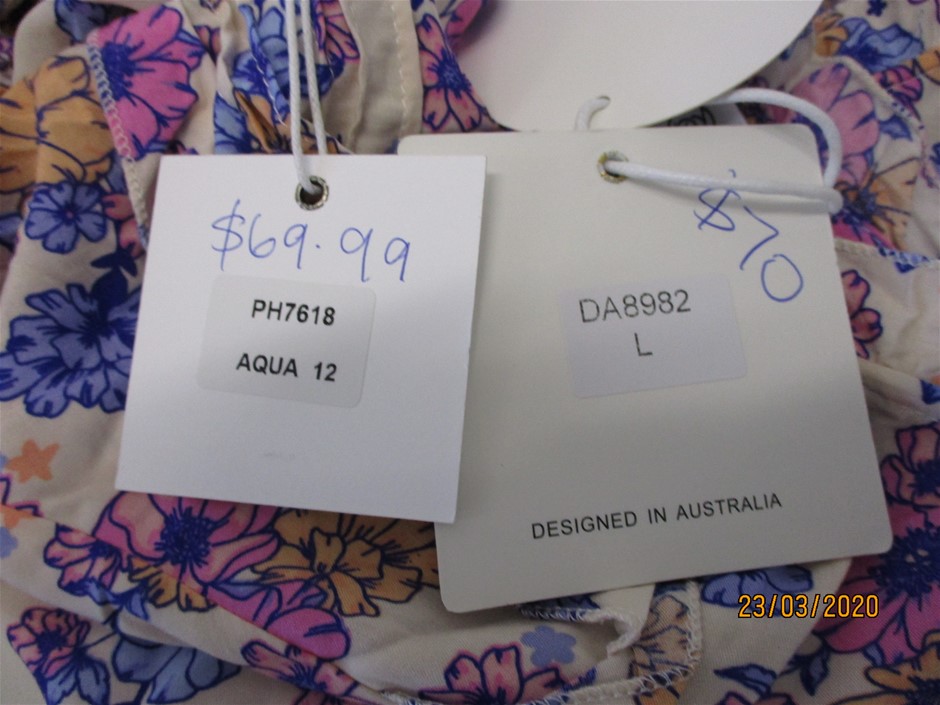 $69.99
PH7618
AQUA 12
$70
DA8982
L
DESIGNED IN AUSTRALIA
23/03/2020